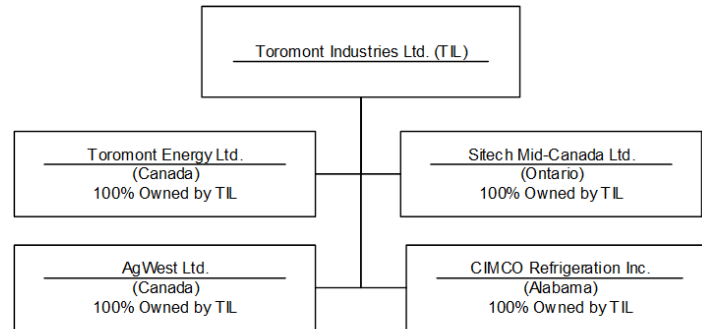 Toromont Industries Ltd. (TIL)
Toromont Energy Ltd.
(Canada)
100% Owned by TIL
Sitech Mid-Canada Ltd.
(Ontario)
100% Owned by TIL
AgWest Ltd.
(Canada)
100% Owned by TIL
CIMCO Refrigeration Inc.
(Alabama)
100% Owned by TIL